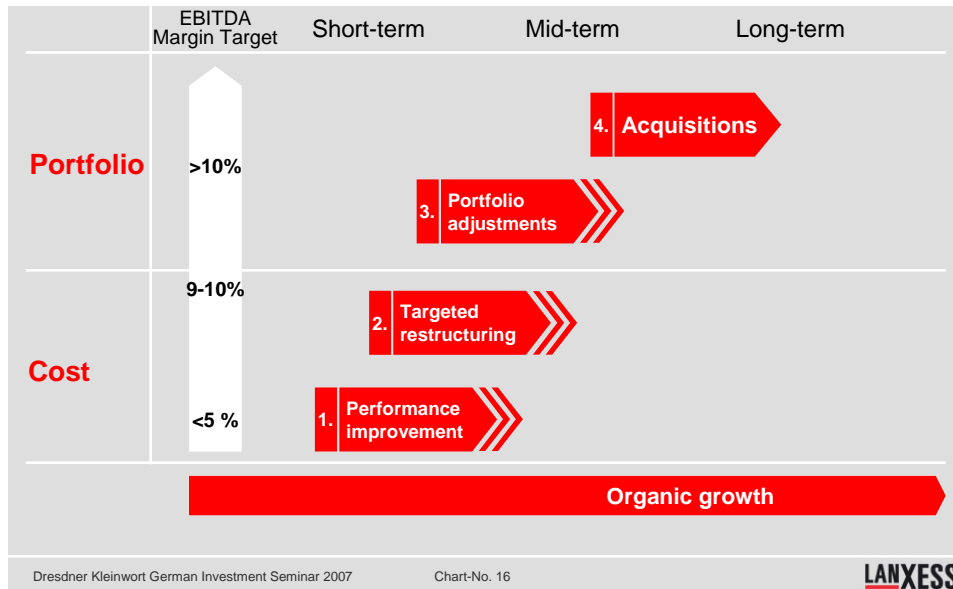 EBITDA
Margin Target
Short-term
Mid-term
Long-term
4. Acquisitions
Portfolio
>10%
3. Portfolio
adjustments
9-10%
2. Targeted
restructuring
Cost
<5 %
1. Performance
improvement
Organic growth
Dresdner Kleinwort German Investment Seminar 2007
Chart-No. 16
LANXESS